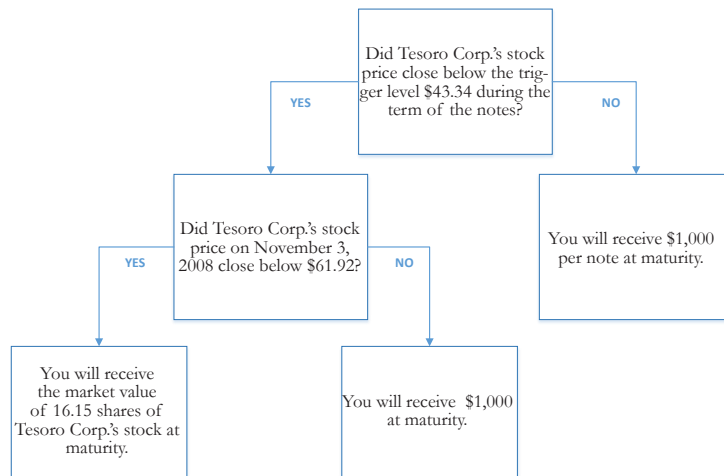 Did Tesoro Corp.'s stock
price close below the trig-
ger level $43.34 during the
term of the notes?
YES
NO
Did Tesoro Corp.'s stock
price on November 3,
2008 close below $61.92?
You will receive $1,000
per note at maturity.
YES
NO
You will receive
the market value
of 16.15 shares of
Tesoro Corp.'s stock at
maturity.
You will receive $1,000
at maturity.